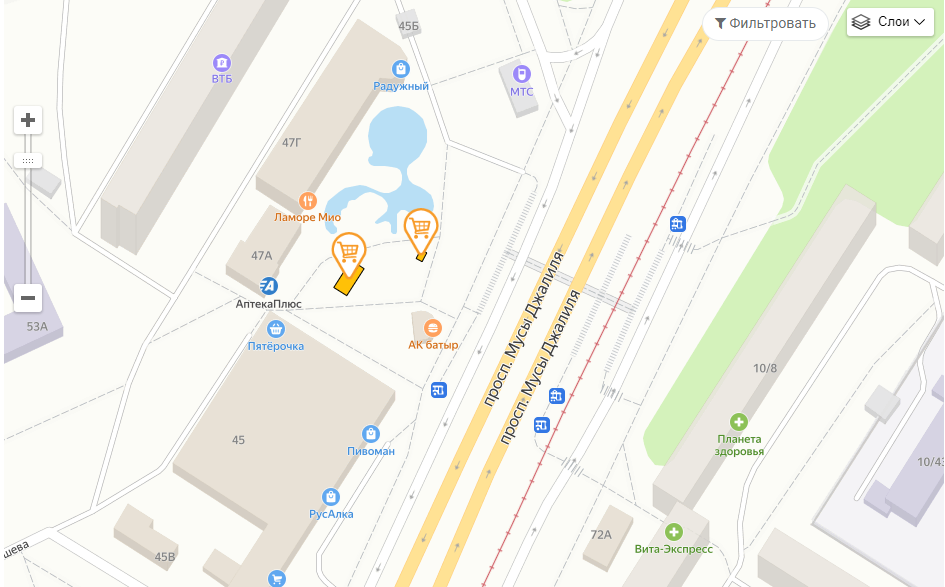 Фильтровать
Слои
45Б
ВТБ
Радужный
МТС
47Г
Ламоре Мио
47А
АптекаПлюс
53А
Пятёрочка
АК батыр
просп. Мусы Джалиля
просп. Мусы Джалиля
10/8
45
Пивоман
Планета
здоровья
10/43
РусАлка
72А
Вита-Экспресс
шева
45В